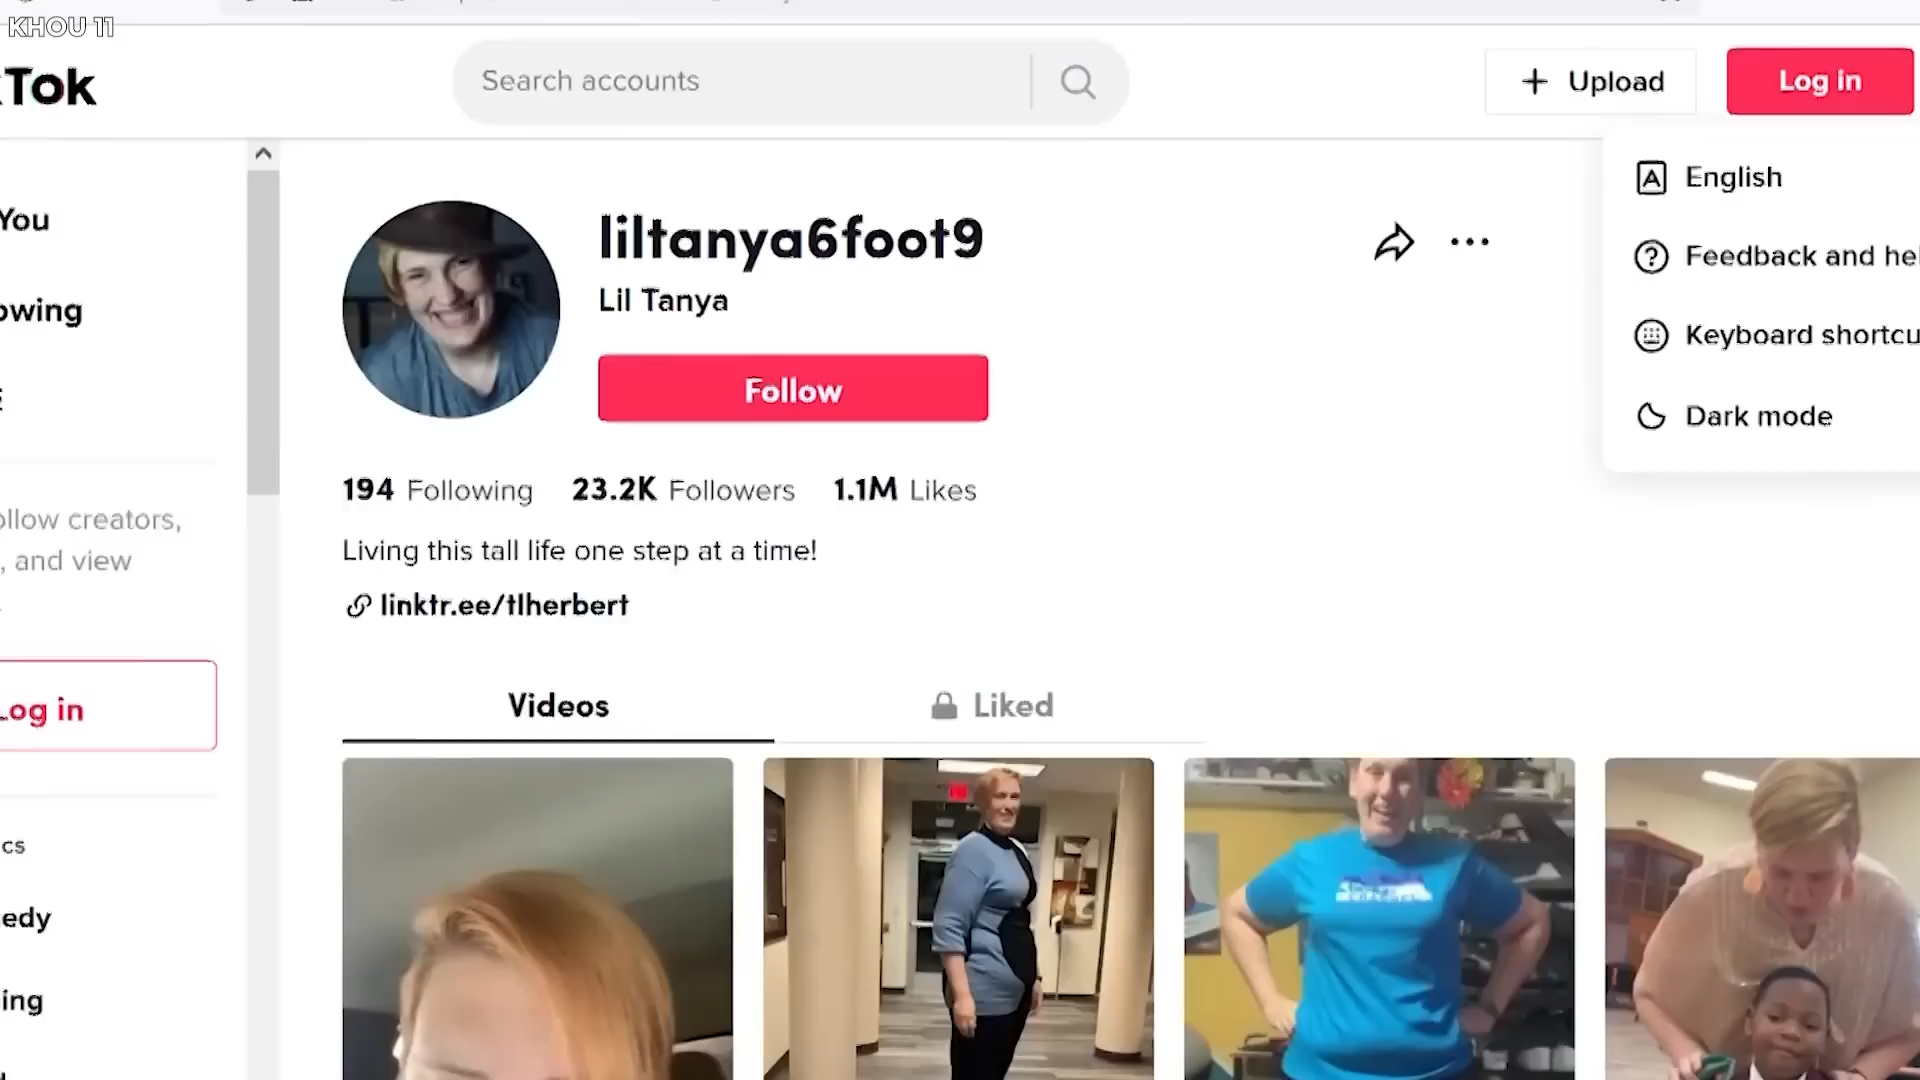 KHOU 11
Tok
Search accounts
Upload
Log in
You
English
liltanya6foot9
Feedback and hel
Lil Tanya
owing
Keyboard shortcu
Follow
Dark mode
194 Following 23.2K Followers 1.1M Likes
ollow creators,
Living this tall life one step at a time!
, and view
linktr.ee/tlherbert
Log in
Videos
Liked
cs
edy
ing